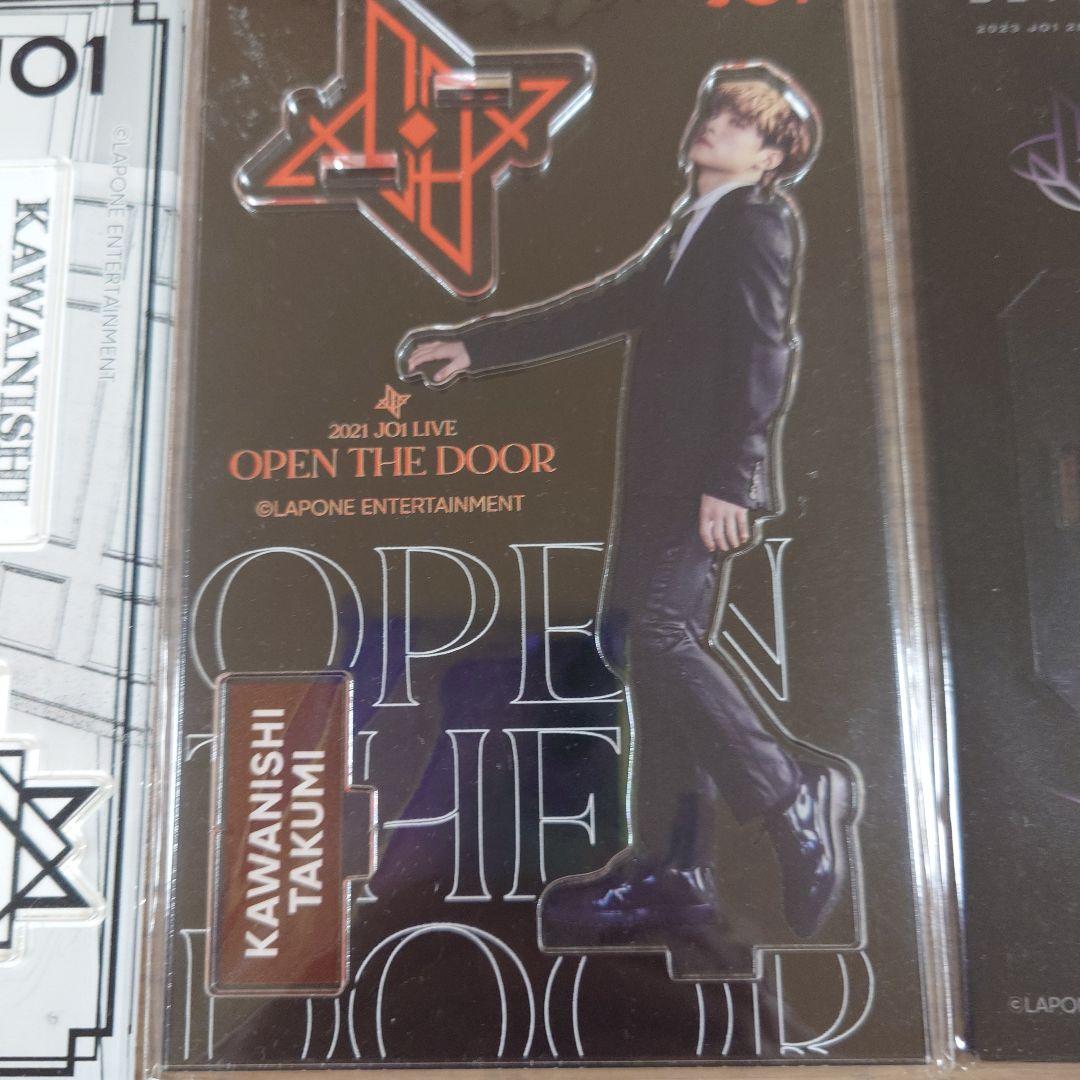 JO1
©LAPONE ENTERTAINMENT
KAWANISHI
JO1
2021 JO1 LIVE
OPEN THE DOOR
©LAPONE ENTERTAINMENT
OPEN
THE
DOOR
KAWANISHI
TAKUMI
2023 JO1
©LAPONE